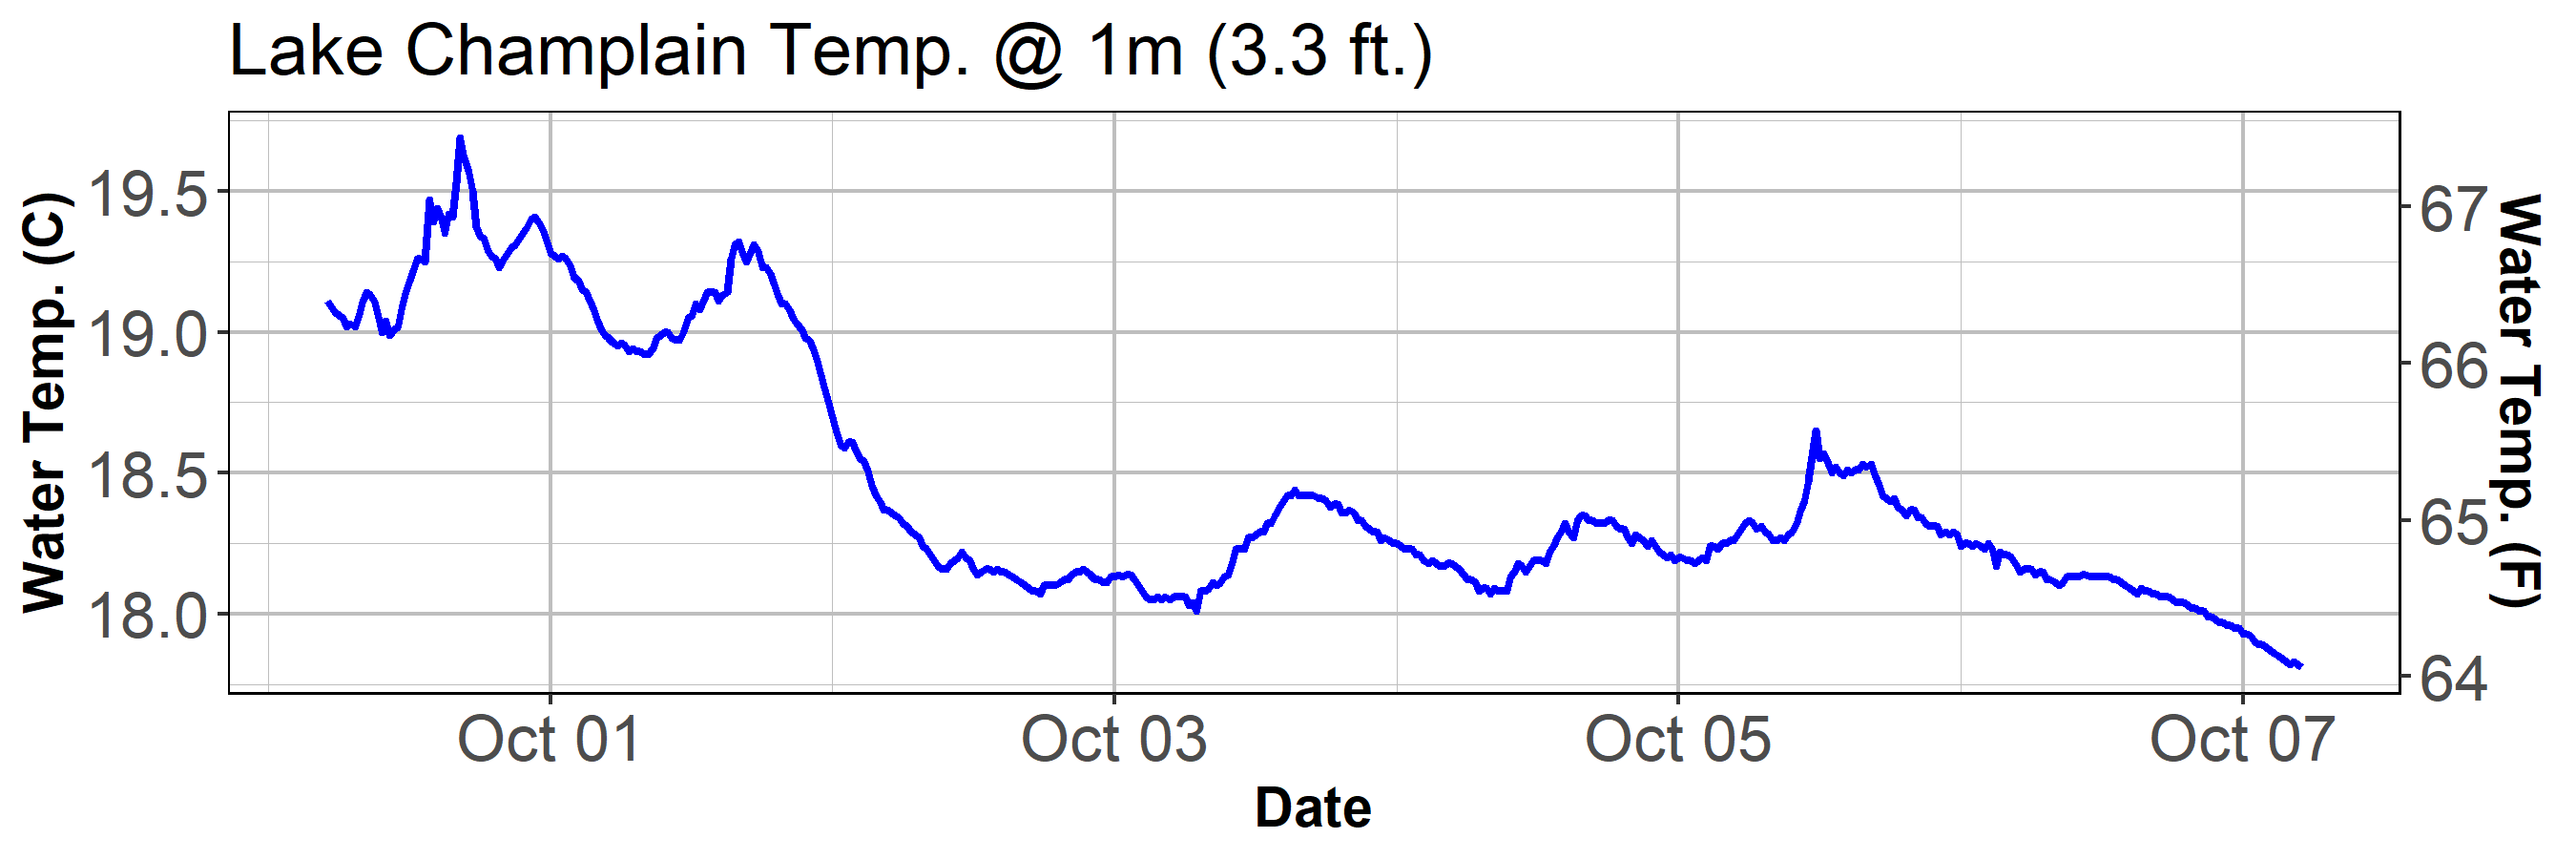 Lake Champlain Temp. @ 1m (3.3 ft.)
Water Temp. (C)
19.5
19.0
18.5
18.0
67
66
65
64
Water Temp. (F)
Oct 01
Oct 03
Oct 05
Oct 07
Date